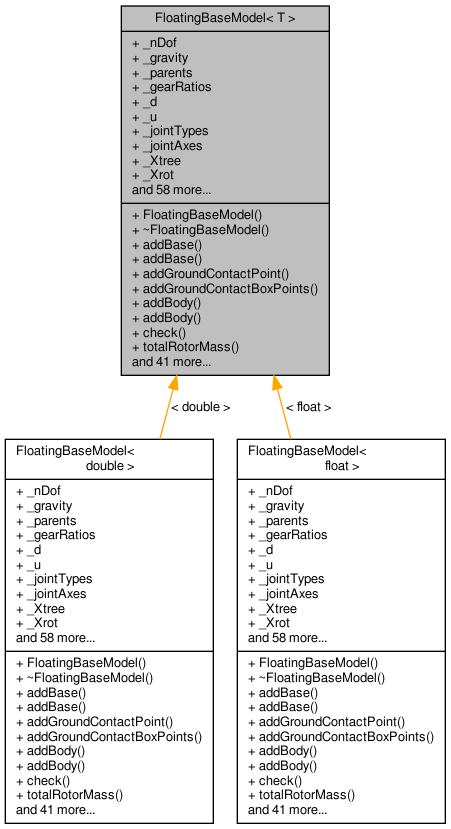 FloatingBaseModel< T >
+ _nDof
+ _gravity
+ _parents
+ _gearRatios
+ _d
+ _u
+ _jointTypes
+ _jointAxes
+ _Xtree
+ _Xrot
and 58 more...
+ FloatingBaseModel()
+ ~FloatingBaseModel()
+ addBase()
+ addBase()
+ addGroundContactPoint()
+ addGroundContactBoxPoints()
+ addBody()
+ addBody()
+ check()
+ totalRotorMass()
and 41 more...
< double >
< float >
FloatingBaseModel<
double >
+ _nDof
+ _gravity
+ _parents
+ _gearRatios
+ _d
+ _u
+ _jointTypes
+ _jointAxes
+ _Xtree
+ _Xrot
and 58 more...
+ FloatingBaseModel()
+ ~FloatingBaseModel()
+ addBase()
+ addBase()
+ addGroundContactPoint()
+ addGroundContactBoxPoints()
+ addBody()
+ addBody()
+ check()
+ totalRotorMass()
and 41 more...
FloatingBaseModel<
float >
+ _nDof
+ _gravity
+ _parents
+ _gearRatios
+ _d
+ _u
+ _jointTypes
+ _jointAxes
+ _Xtree
+ _Xrot
and 58 more...
+ FloatingBaseModel()
+ ~FloatingBaseModel()
+ addBase()
+ addBase()
+ addGroundContactPoint()
+ addGroundContactBoxPoints()
+ addBody()
+ addBody()
+ check()
+ totalRotorMass()
and 41 more...